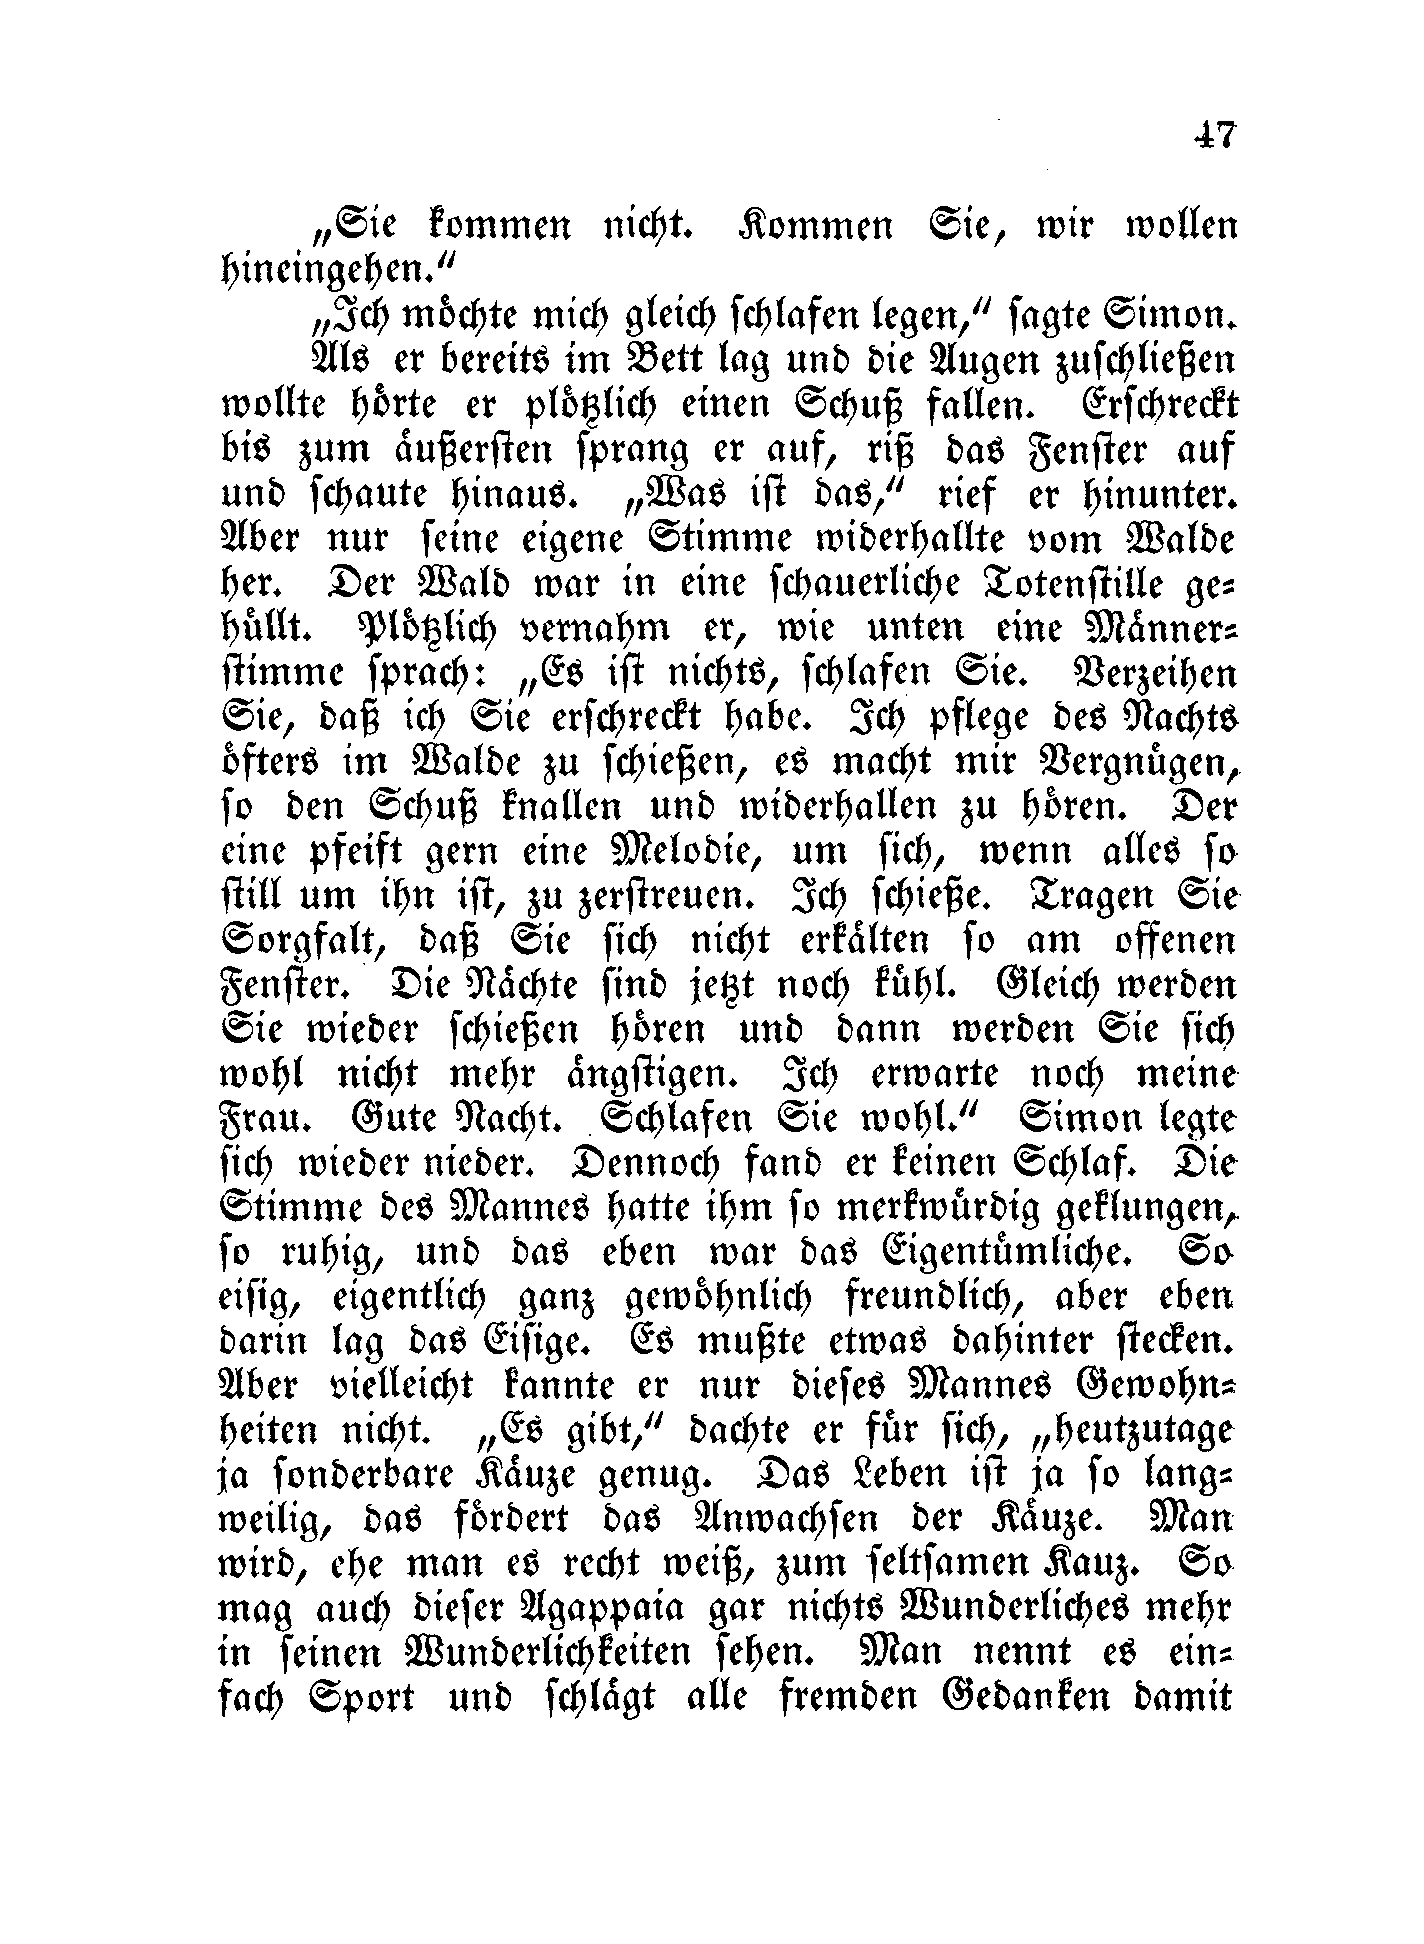 47
„Sie kommen nicht. Kommen Sie, wir wollen
hineingehen.“
„Ich möchte mich gleich schlafen legen,“ sagte Simon.
Als er bereits im Bett lag und die Augen zuschließen
wollte hörte er plötzlich einen Schuß fallen. Erschreckt
bis zum äußersten sprang er auf, riß das Fenster auf
und schaute hinaus. „Was ist das,“ rief er hinunter.
Aber nur seine eigene Stimme widerhallte vom Walde
her. Der Wald war in eine schauerliche Totenstille ge-
hüllt. Plötzlich vernahm er, wie unten eine Männer-
stimme sprach: „Es ist nichts, schlafen Sie. Verzeihen
Sie, daß ich Sie erschreckt habe. Ich pflege des Nachts
öfters im Walde zu schießen, es macht mir Vergnügen,
so den Schuß knallen und widerhallen zu hören. Der
eine pfeift gern eine Melodie, um sich, wenn alles so
still um ihn ist, zu zerstreuen. Ich schieße. Tragen Sie
Sorgfalt, daß Sie sich nicht erkälten so am offenen
Fenster. Die Nächte sind jetzt noch kühl. Gleich werden
Sie wieder schießen hören und dann werden Sie sich
wohl nicht mehr ängstigen. Ich erwarte noch meine
Frau. Gute Nacht. Schlafen Sie wohl.“ Simon legte
sich wieder nieder. Dennoch fand er keinen Schlaf. Die
Stimme des Mannes hatte ihm so merkwürdig geklungen,
so ruhig, und das eben war das Eigentümliche. So
eisig, eigentlich ganz gewöhnlich freundlich, aber eben
darin lag das Eisige. Es mußte etwas dahinter stecken.
Aber vielleicht kannte er nur dieses Mannes Gewohn-
heiten nicht. „Es gibt,“ dachte er für sich, „heutzutage
ja sonderbare Käuze genug. Das Leben ist ja so lang-
weilig, das fördert das Anwachsen der Käuze. Man
wird, ehe man es recht weiß, zum seltsamen Kauz. So
mag auch dieser Agappaia gar nichts Wunderliches mehr
in seinen Wunderlichkeiten sehen. Man nennt es ein-
fach Sport und schlägt alle fremden Gedanken damit